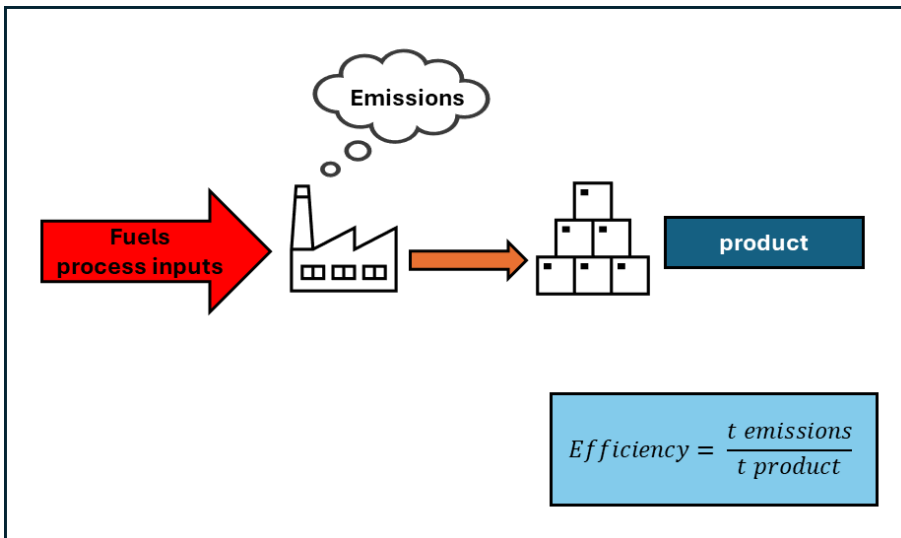 Emissions
Fuels
process inputs
product
Efficiency = t emissions / t product